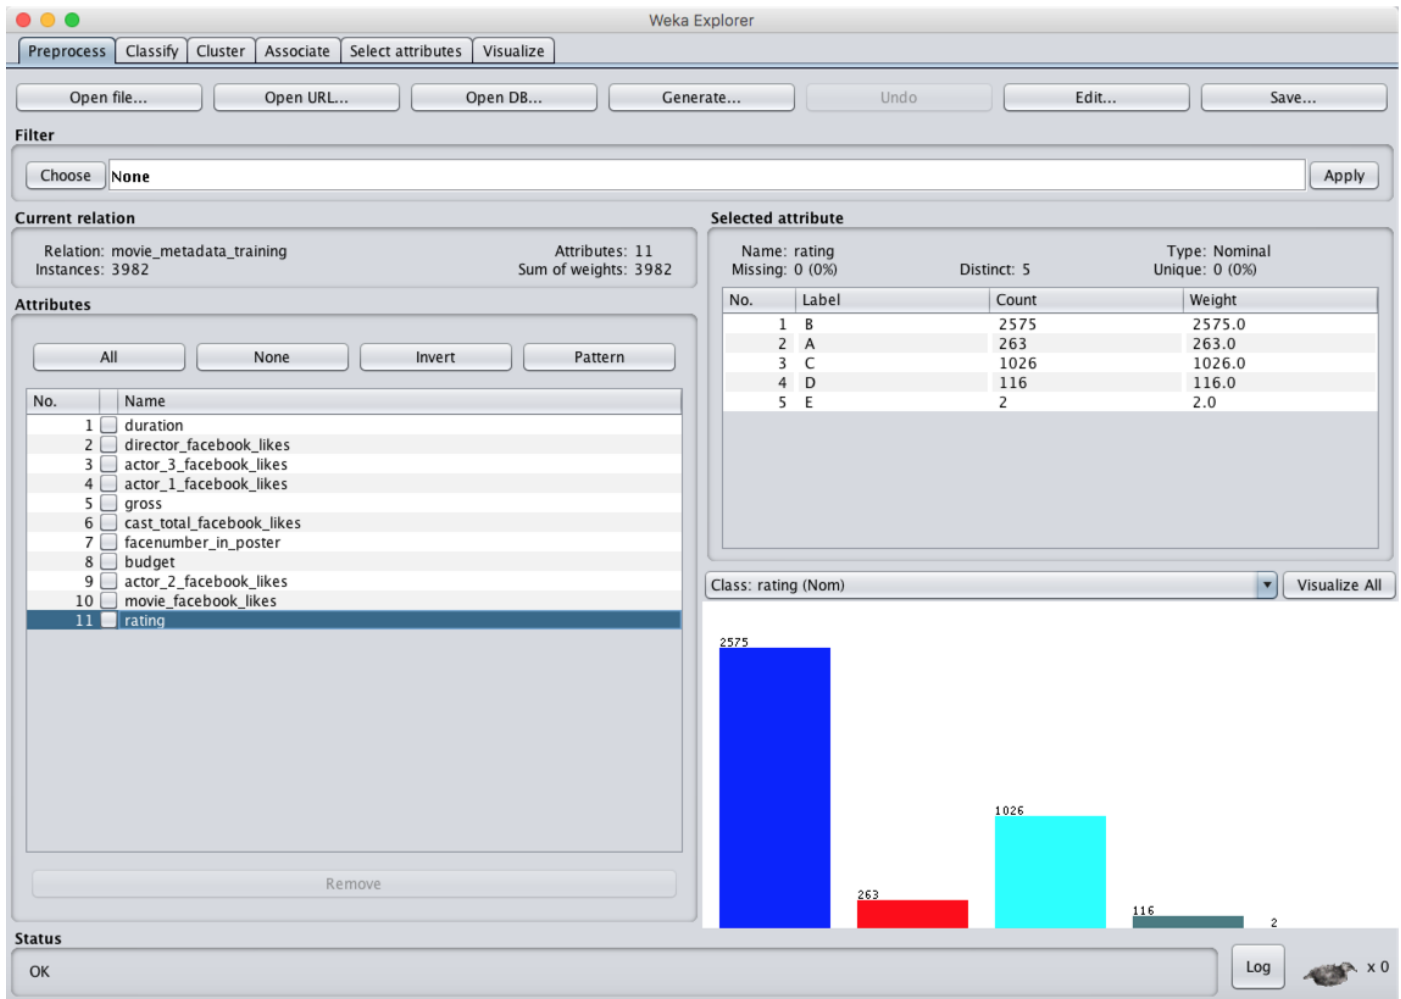 Weka Explorer
Preprocess Classify Cluster Associate Select attributes Visualize
Open file... Open URL... Open DB... Generate... Undo Edit... Save...
Filter
Choose None Apply
Current relation
Relation: movie_metadata_training Attributes: 11
Instances: 3982 Sum of weights: 3982
Attributes
All None Invert Pattern
No. Name
1 duration
2 director_facebook_likes
3 actor_3_facebook_likes
4 actor_1_facebook_likes
5 gross
6 cast_total_facebook_likes
7 facenumber_in_poster
8 budget
9 actor_2_facebook_likes
10 movie_facebook_likes
11 rating
Remove
Selected attribute
Name: rating Type: Nominal
Missing: 0 (0%) Distinct: 5 Unique: 0 (0%)
No. Label Count Weight
1 B 2575 2575.0
2 A 263 263.0
3 C 1026 1026.0
4 D 116 116.0
5 E 2 2.0
Class: rating (Nom) Visualize All
2575
1026
263
116
2
Status
OK Log x 0